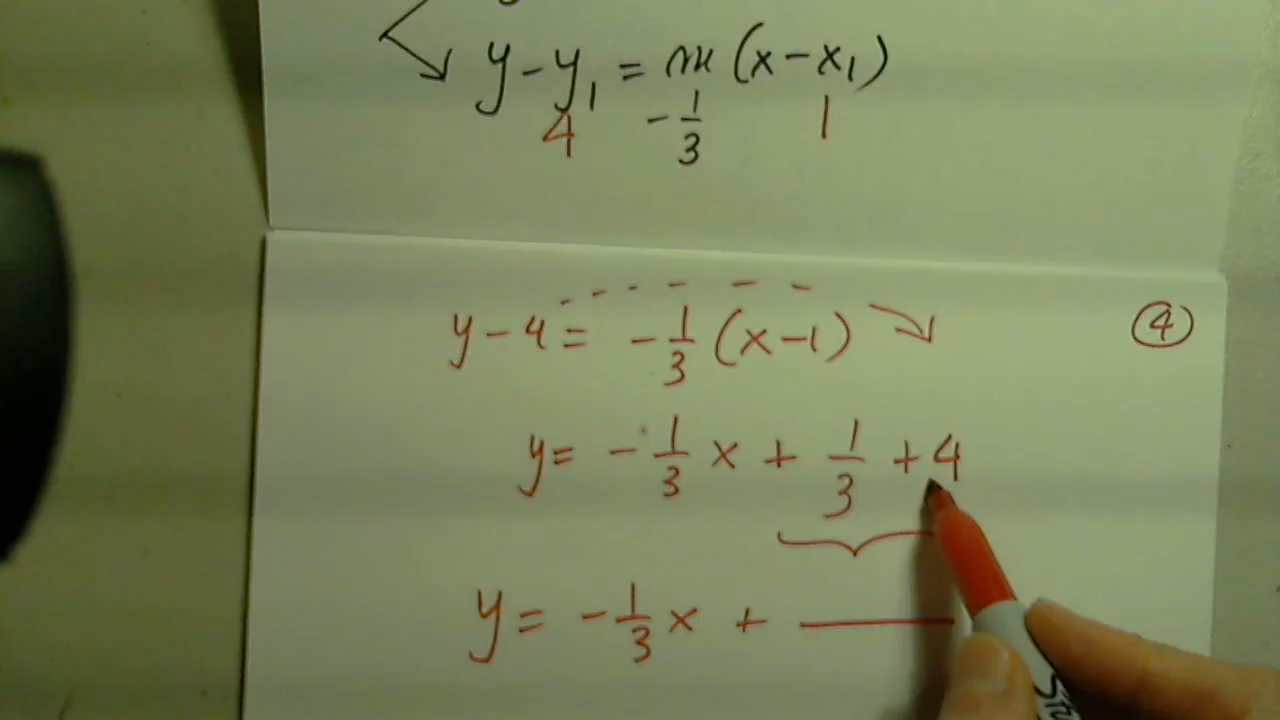 y - y₁ = m (x - x₁)
4 -1/3 1
y - 4 = -1/3 (x - 1) ④
y = -1/3 x + 1/3 + 4
y = -1/3 x + ___